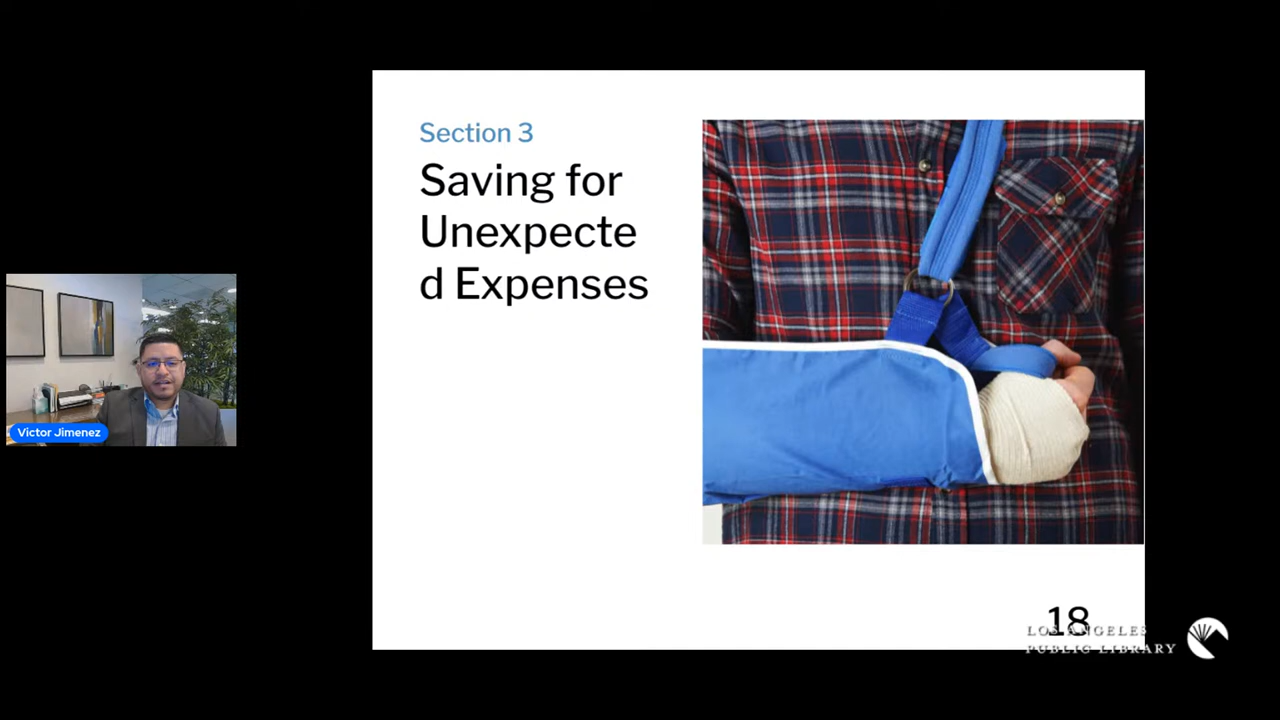 Section 3
Saving for
Unexpecte
d Expenses
Victor Jimenez
18
LOS ANGELES
PUBLIC LIBRARY